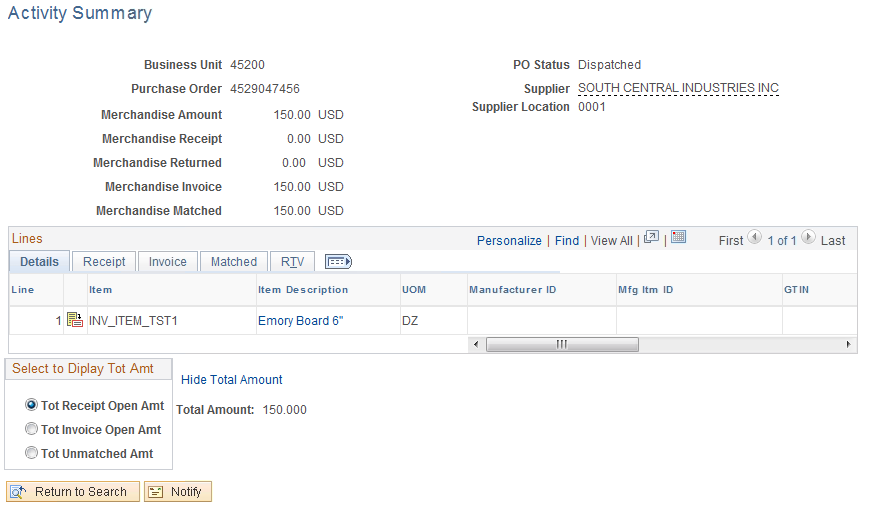 Activity Summary
Business Unit 45200 PO Status Dispatched
Purchase Order 4529047456 Supplier SOUTH CENTRAL INDUSTRIES INC
Supplier Location 0001
Merchandise Amount 150.00 USD
Merchandise Receipt 0.00 USD
Merchandise Returned 0.00 USD
Merchandise Invoice 150.00 USD
Merchandise Matched 150.00 USD
Lines Personalize | Find | View All | | First 1 of 1 Last
Details Receipt Invoice Matched RTV
Line Item Item Description UOM Manufacturer ID Mfg Itm ID GTIN
1 INV_ITEM_TST1 Emory Board 6" DZ
Select to Diplay Tot Amt Hide Total Amount
Tot Receipt Open Amt Total Amount: 150.000
Tot Invoice Open Amt
Tot Unmatched Amt
Return to Search Notify